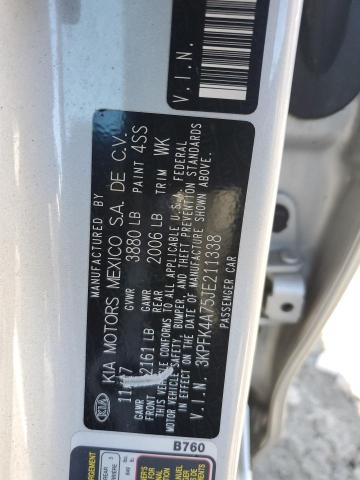 V.I.N.
MANUFACTURED BY
KIA KIA MOTORS MEXICO S.A. DE C.V.
GVWR 3880 LB PAINT 4SS
GAWR FRONT 2161 LB GAWR REAR 2006 LB TRIM WK
THIS VEHICLE CONFORMS TO ALL APPLICABLE U.S. FEDERAL
MOTOR VEHICLE SAFETY, BUMPER, AND THEFT PREVENTION STANDARDS
IN EFFECT ON THE DATE OF MANUFACTURE SHOWN ABOVE.
V.I.N. 3KPFK4A75JE211338
PASSENGER CAR
B760